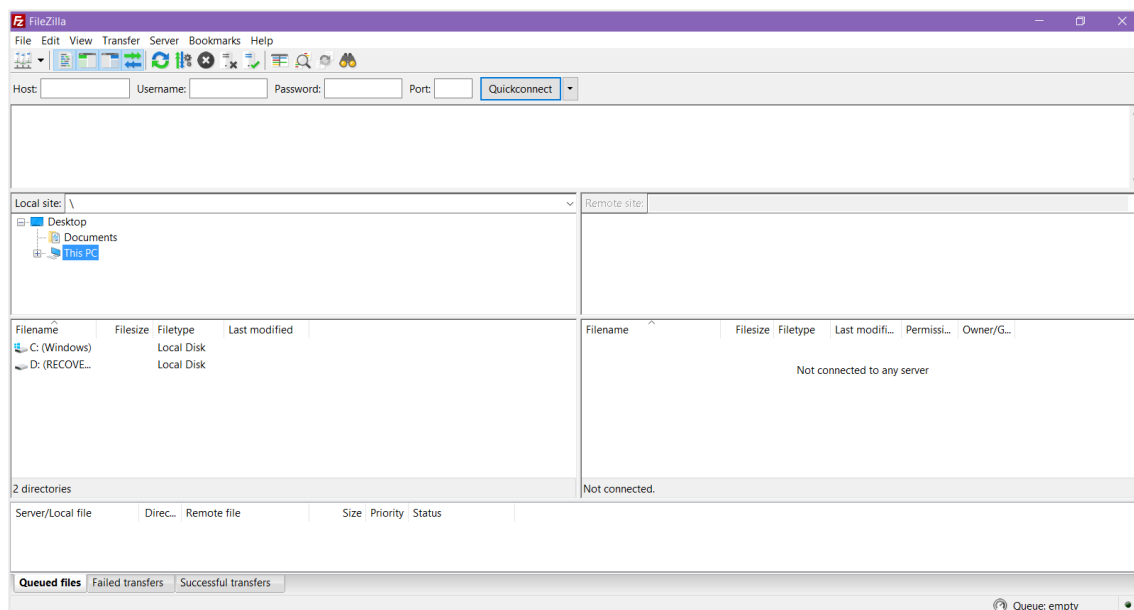 FileZilla
File Edit View Transfer Server Bookmarks Help
Host: Username: Password: Port: Quickconnect
Local site: \ Remote site:
Desktop
Documents
This PC
Filename Filesize Filetype Last modified Filename Filesize Filetype Last modifi... Permissi... Owner/G...
C: (Windows) Local Disk
D: (RECOVE... Local Disk
Not connected to any server
2 directories Not connected.
Server/Local file Direc... Remote file Size Priority Status
Queued files Failed transfers Successful transfers
Queue: empty